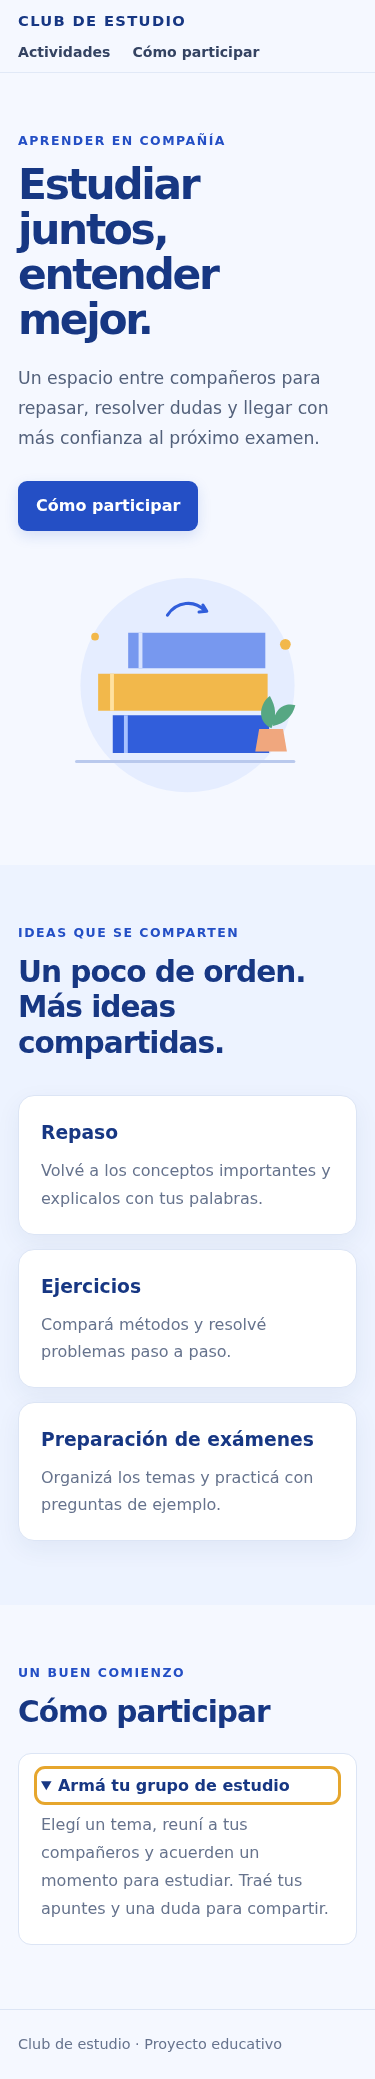 CLUB DE ESTUDIO
Actividades Cómo participar
APRENDER EN COMPAÑÍA
Estudiar
juntos,
entender
mejor.
Un espacio entre compañeros para
repasar, resolver dudas y llegar con
más confianza al próximo examen.
Cómo participar
IDEAS QUE SE COMPARTEN
Un poco de orden.
Más ideas
compartidas.
Repaso
Volvé a los conceptos importantes y
explicalos con tus palabras.
Ejercicios
Compará métodos y resolvé
problemas paso a paso.
Preparación de exámenes
Organizá los temas y practicá con
preguntas de ejemplo.
UN BUEN COMIENZO
Cómo participar
▼ Armá tu grupo de estudio
Elegí un tema, reuní a tus
compañeros y acuerden un
momento para estudiar. Traé tus
apuntes y una duda para compartir.
Club de estudio · Proyecto educativo